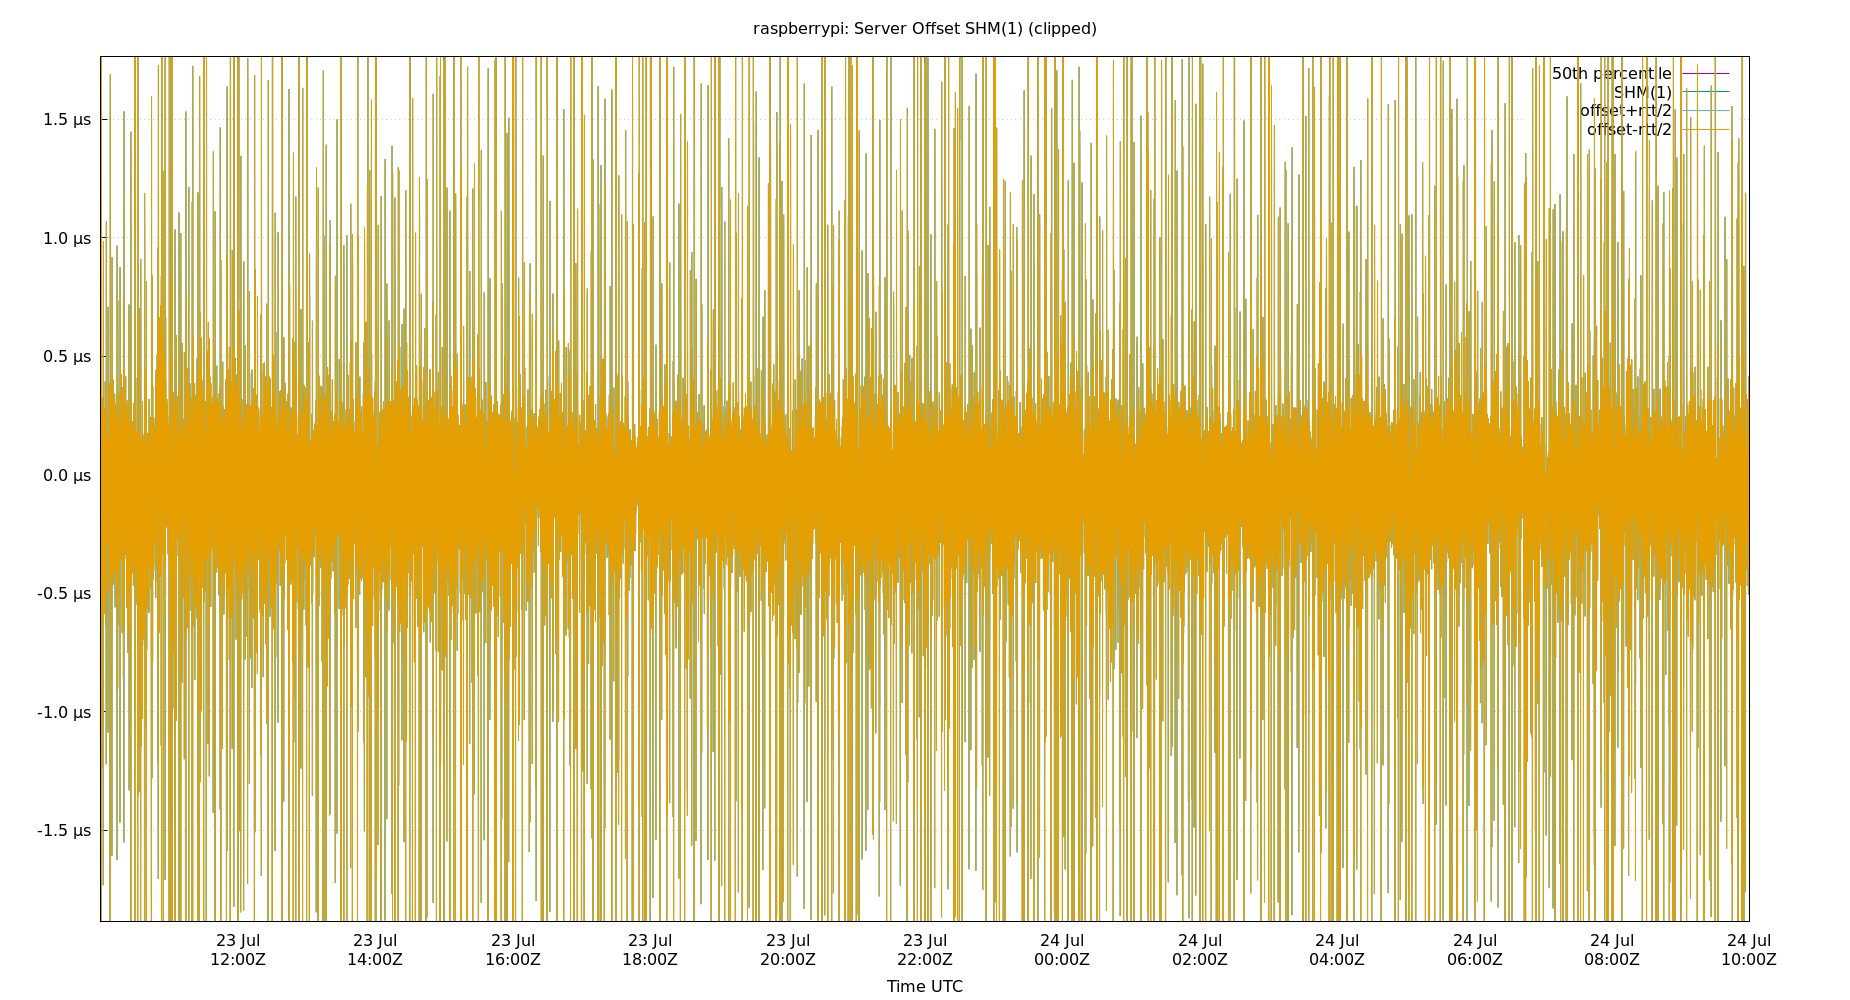 raspberrypi: Server Offset SHM(1) (clipped)
50th percentile
SHM(1)
offset+rtt/2
offset-rtt/2
1.5 µs
1.0 µs
0.5 µs
0.0 µs
-0.5 µs
-1.0 µs
-1.5 µs
23 Jul 23 Jul 23 Jul 23 Jul 23 Jul 23 Jul 24 Jul 24 Jul 24 Jul 24 Jul 24 Jul 24 Jul
12:00Z 14:00Z 16:00Z 18:00Z 20:00Z 22:00Z 00:00Z 02:00Z 04:00Z 06:00Z 08:00Z 10:00Z
Time UTC